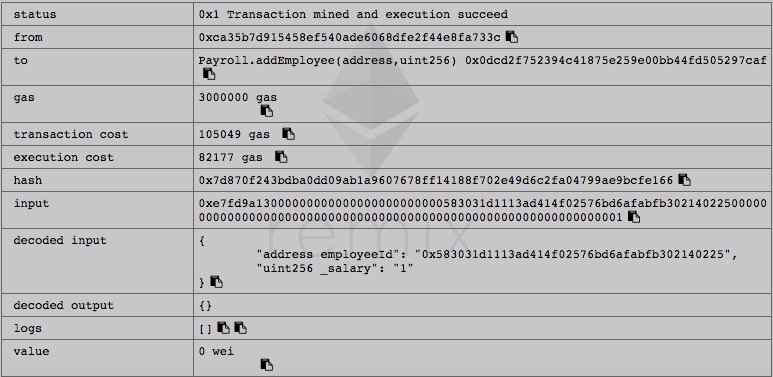 status 0x1 Transaction mined and execution succeed
from 0xca35b7d915458ef540ade6068dfe2f44e8fa733c
to Payroll.addEmployee(address,uint256) 0x0dcd2f752394c41875e259e00bb44fd505297caf
gas 3000000 gas
transaction cost 105049 gas
execution cost 82177 gas
hash 0x7d870f243bdba0dd09ab1a9607678ff14188f702e49d6c2fa04799ae9bcfe166
input 0xe7fd9a13000000000000000000000000583031d1113ad414f02576bd6afabfb30214022500000
00000000000000000000000000000000000000000000000000000000001
decoded input {
"address employeeId": "0x583031d1113ad414f02576bd6afabfb302140225",
"uint256 _salary": "1"
}
decoded output {}
logs []
value 0 wei
remix